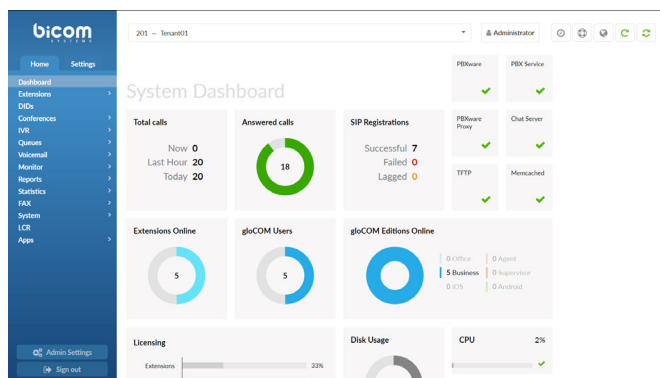 bicom
SYSTEMS
201 – Tenant01
Administrator
Home
Settings
Dashboard
Extensions
DIDs
Conferences
IVR
Queues
Voicemail
Monitor
Reports
Statistics
FAX
System
LCR
Apps
Admin Settings
Sign out
System Dashboard
PBXware
PBX Service
Total calls
Now 0
Last Hour 20
Today 20
Answered calls
18
SIP Registrations
Successful 7
Failed 0
Lagged 0
PBXware Proxy
Chat Server
TFTP
Memcached
Extensions Online
5
gloCOM Users
5
gloCOM Editions Online
0 Office
0 Agent
5 Business
0 Supervisor
0 iOS
0 Android
Licensing
Extensions
33%
Disk Usage
CPU
2%